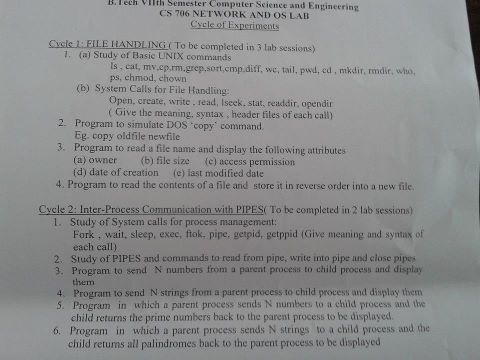 B.Tech VIIth Semester Computer Science and Engineering
CS 706 NETWORK AND OS LAB
Cycle of Experiments
Cycle 1: FILE HANDLING ( To be completed in 3 lab sessions)
1. (a) Study of Basic UNIX commands
ls , cat, mv,cp,rm,grep,sort,cmp,diff, wc, tail, pwd, cd , mkdir, rmdir, who,
ps, chmod, chown
(b) System Calls for File Handling:
Open, create, write , read, lseek, stat, readdir, opendir
( Give the meaning, syntax , header files of each call)
2. Program to simulate DOS ‘copy’ command.
Eg. copy oldfile newfile
3. Program to read a file name and display the following attributes
(a) owner (b) file size (c) access permission
(d) date of creation (e) last modified date
4. Program to read the contents of a file and store it in reverse order into a new file.
Cycle 2: Inter-Process Communication with PIPES( To be completed in 2 lab sessions)
1. Study of System calls for process management:
Fork , wait, sleep, exec, ftok, pipe, getpid, getppid (Give meaning and syntax of
each call)
2. Study of PIPES and commands to read from pipe, write into pipe and close pipes
3. Program to send N numbers from a parent process to child process and display
them
4. Program to send N strings from a parent process to child process and display them
5. Program in which a parent process sends N numbers to a child process and the
child returns the prime numbers back to the parent process to be displayed.
6. Program in which a parent process sends N strings to a child process and the
child returns all palindromes back to the parent process to be displayed